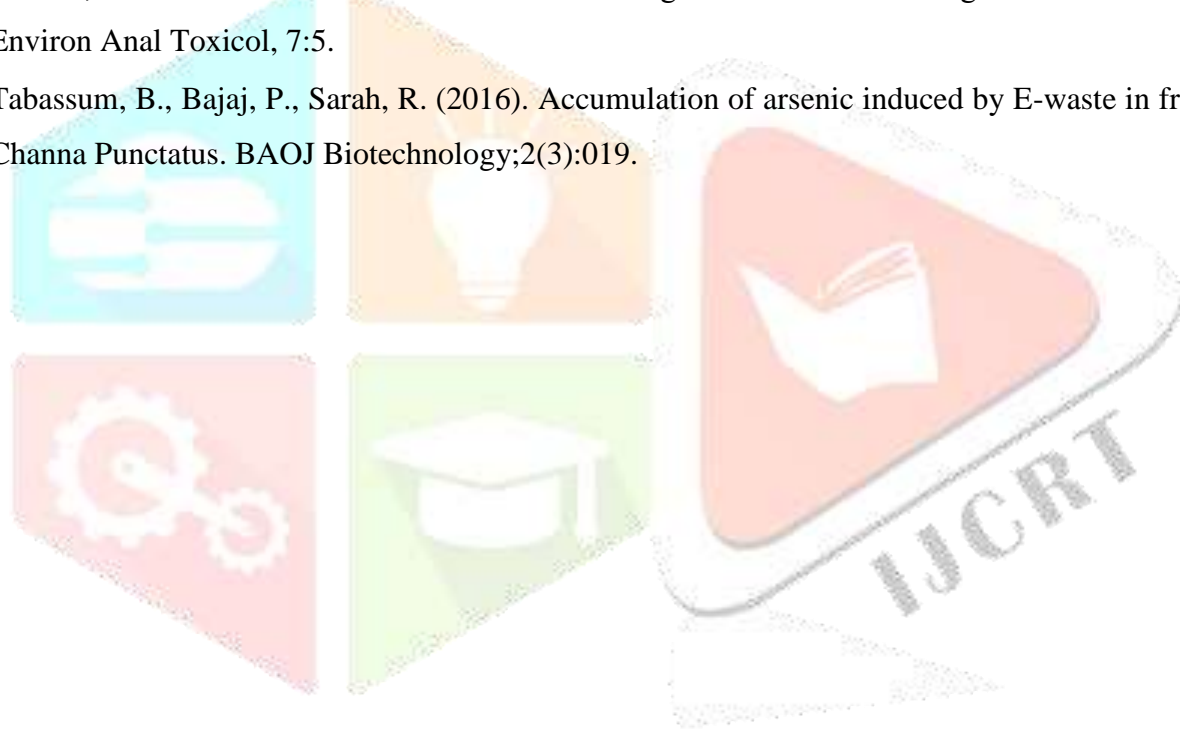 Environ Anal Toxicol, 7:5.
Tabassum, B., Bajaj, P., Sarah, R. (2016). Accumulation of arsenic induced by E-waste in
Channa Punctatus. BAOJ Biotechnology;2(3):019.
IJCRT